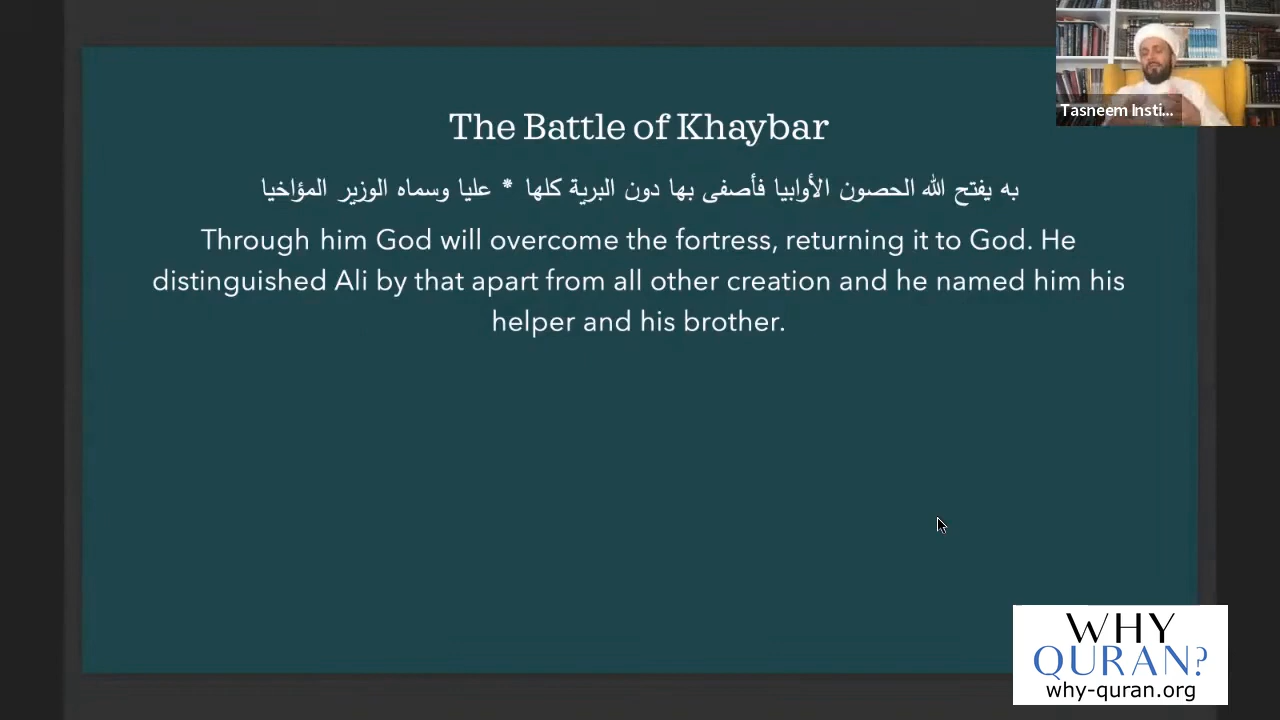 Tasneem Insti...
The Battle of Khaybar
به يفتح الله الحصون الأوابيا فأصفى بها دون البرية كلها * عليا وسماه الوزير المؤاخيا
Through him God will overcome the fortress, returning it to God. He
distinguished Ali by that apart from all other creation and he named him his
helper and his brother.
WHY
QURAN?
why-quran.org